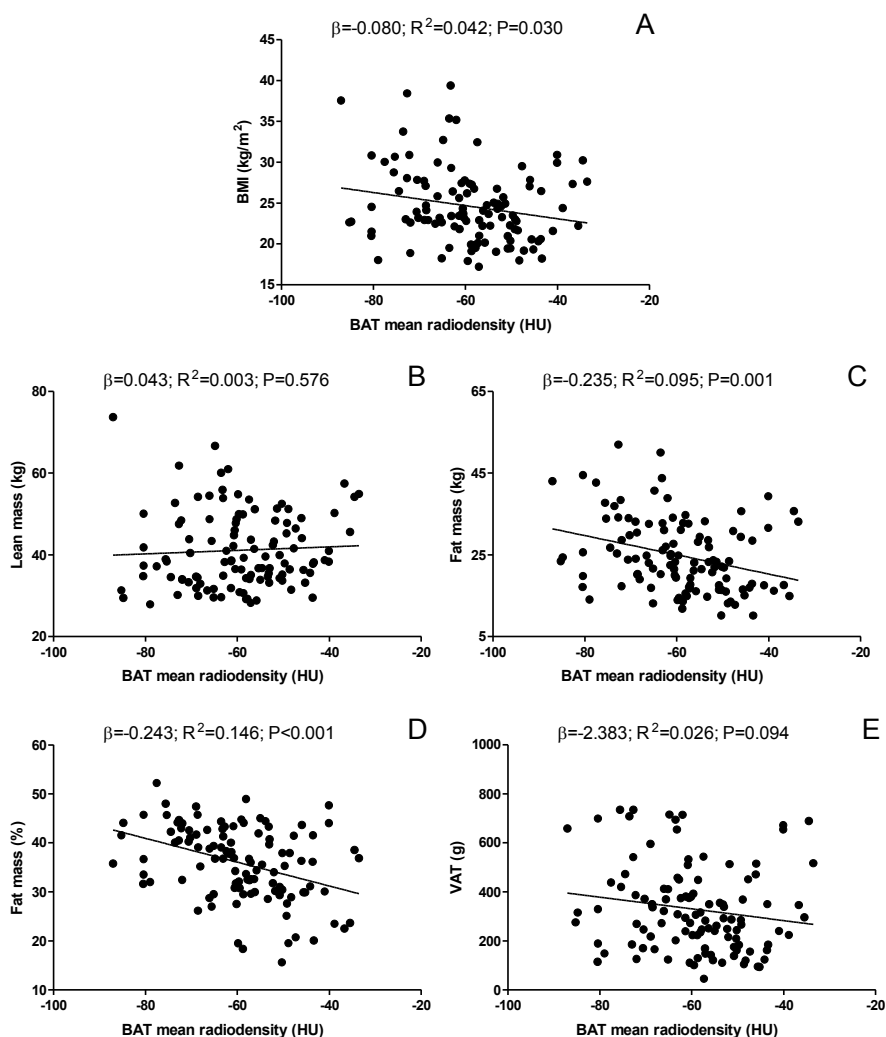 β=-0.080; R²=0.042; P=0.030
A
45
40
35
30
25
20
15
BMI (kg/m²)
-100 -80 -60 -40 -20
BAT mean radiodensity (HU)
β=0.043; R²=0.003; P=0.576
B
80
60
40
20
Lean mass (kg)
-100 -80 -60 -40 -20
BAT mean radiodensity (HU)
β=-0.235; R²=0.095; P=0.001
C
65
45
25
5
Fat mass (kg)
-100 -80 -60 -40 -20
BAT mean radiodensity (HU)
β=-0.243; R²=0.146; P<0.001
D
60
50
40
30
20
10
Fat mass (%)
-100 -80 -60 -40 -20
BAT mean radiodensity (HU)
β=-2.383; R²=0.026; P=0.094
E
1000
800
600
400
200
0
VAT (g)
-100 -80 -60 -40 -20
BAT mean radiodensity (HU)